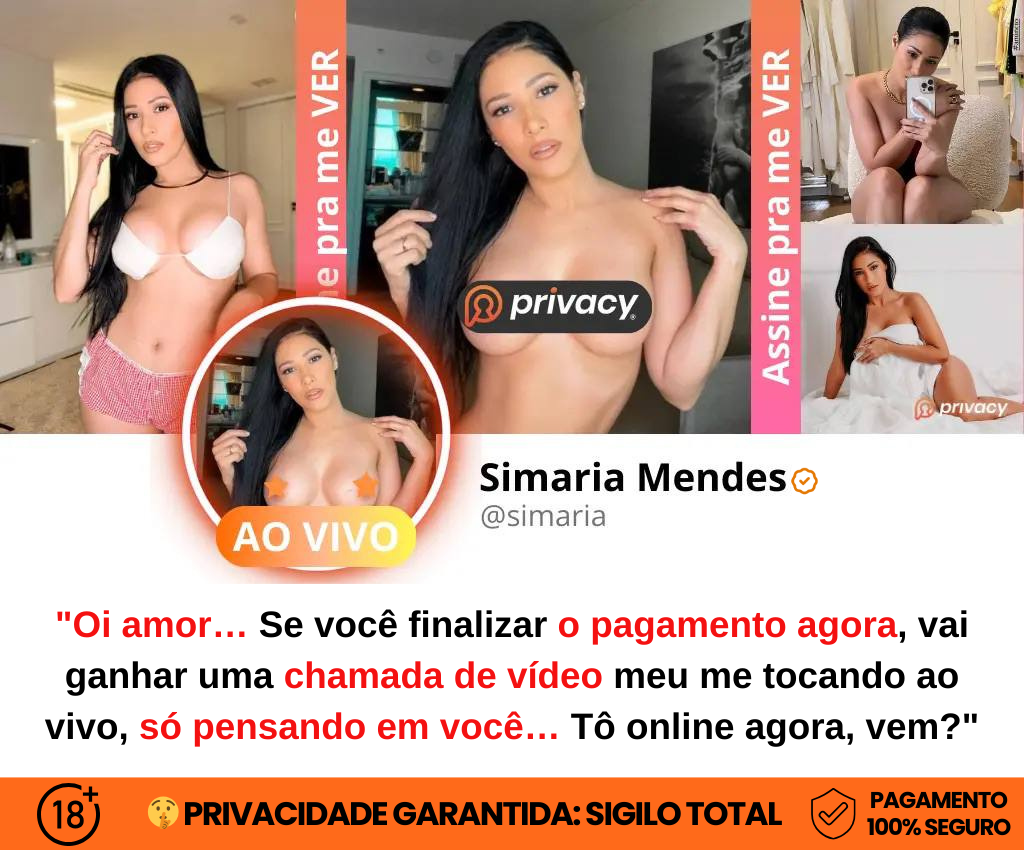 ne pra me VER
Assine pra me VER
privacy
privacy
AO VIVO
Simaria Mendes
@simaria
"Oi amor… Se você finalizar o pagamento agora, vai
ganhar uma chamada de vídeo meu me tocando ao
vivo, só pensando em você… Tô online agora, vem?"
18+
PRIVACIDADE GARANTIDA: SIGILO TOTAL
PAGAMENTO
100% SEGURO